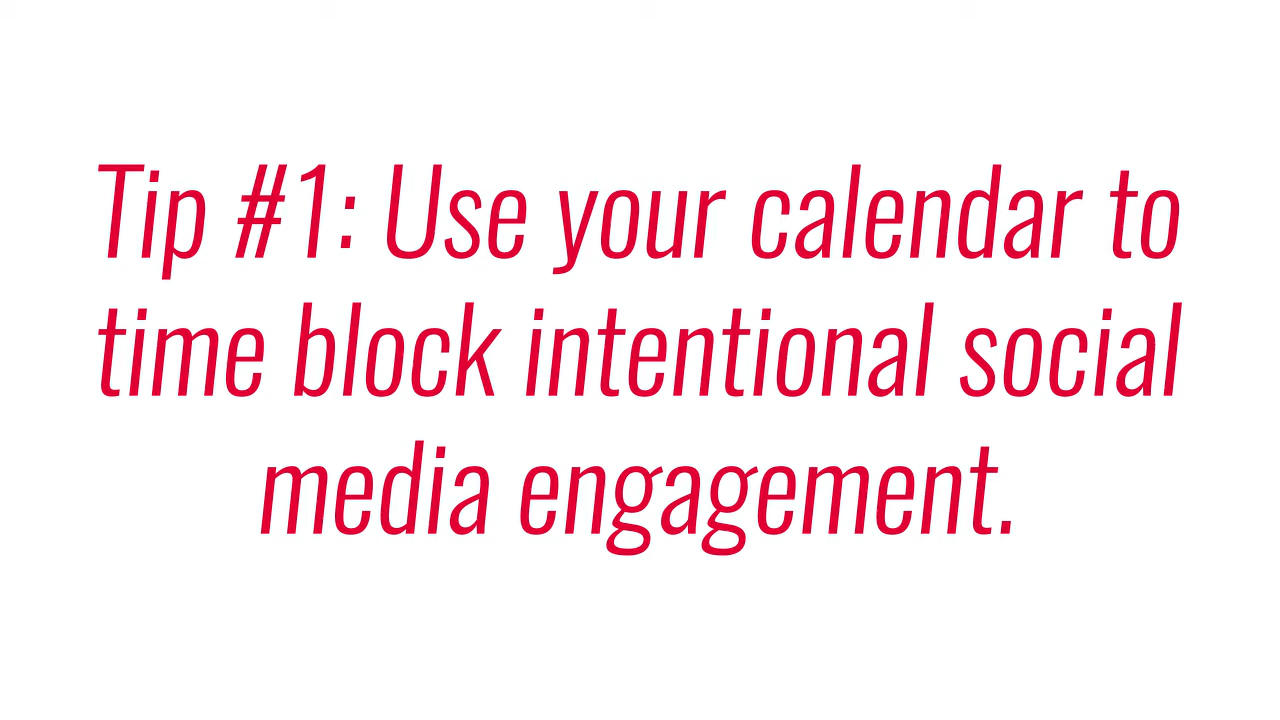 Tip #1: Use your calendar to
time block intentional social
media engagement.